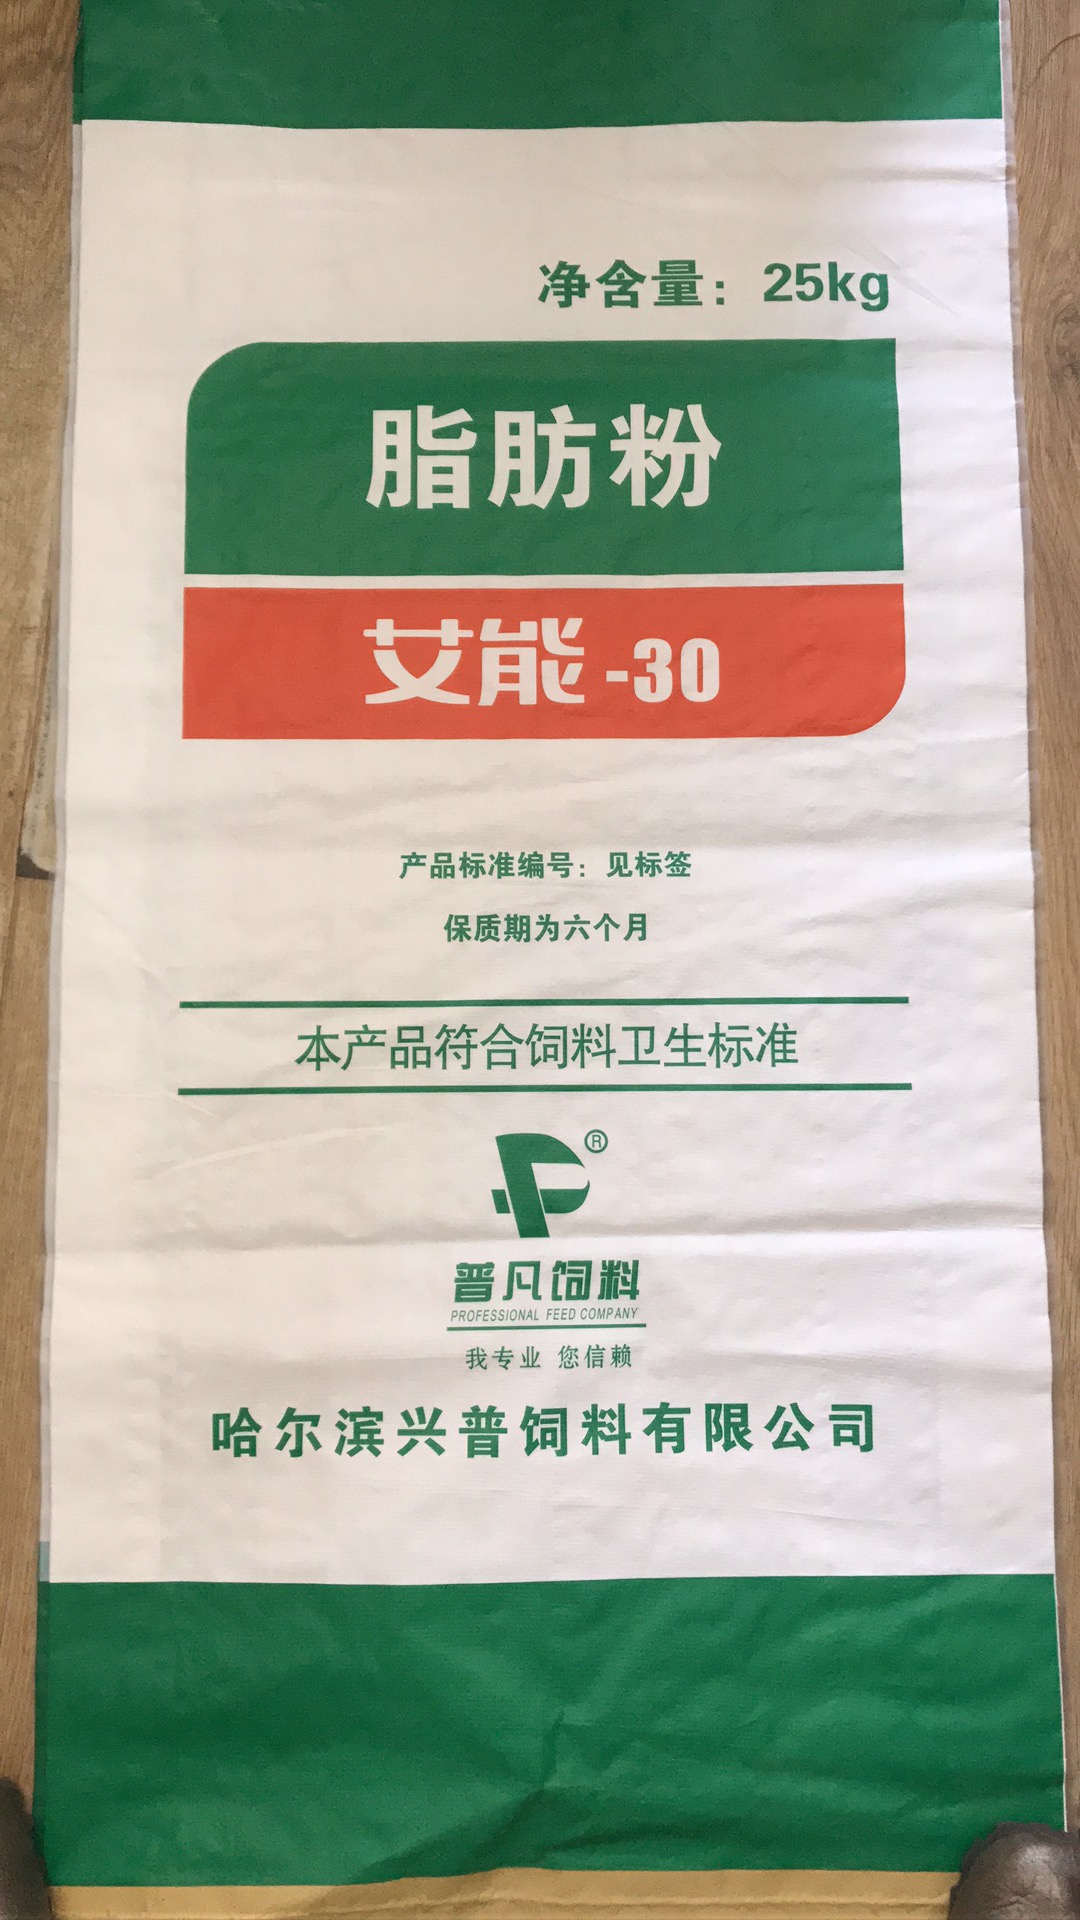 净含量：25kg
脂肪粉
艾能-30
产品标准编号：见标签
保质期为六个月
本产品符合饲料卫生标准
®
普凡饲料
PROFESSIONAL FEED COMPANY
我专业 您信赖
哈尔滨兴普饲料有限公司